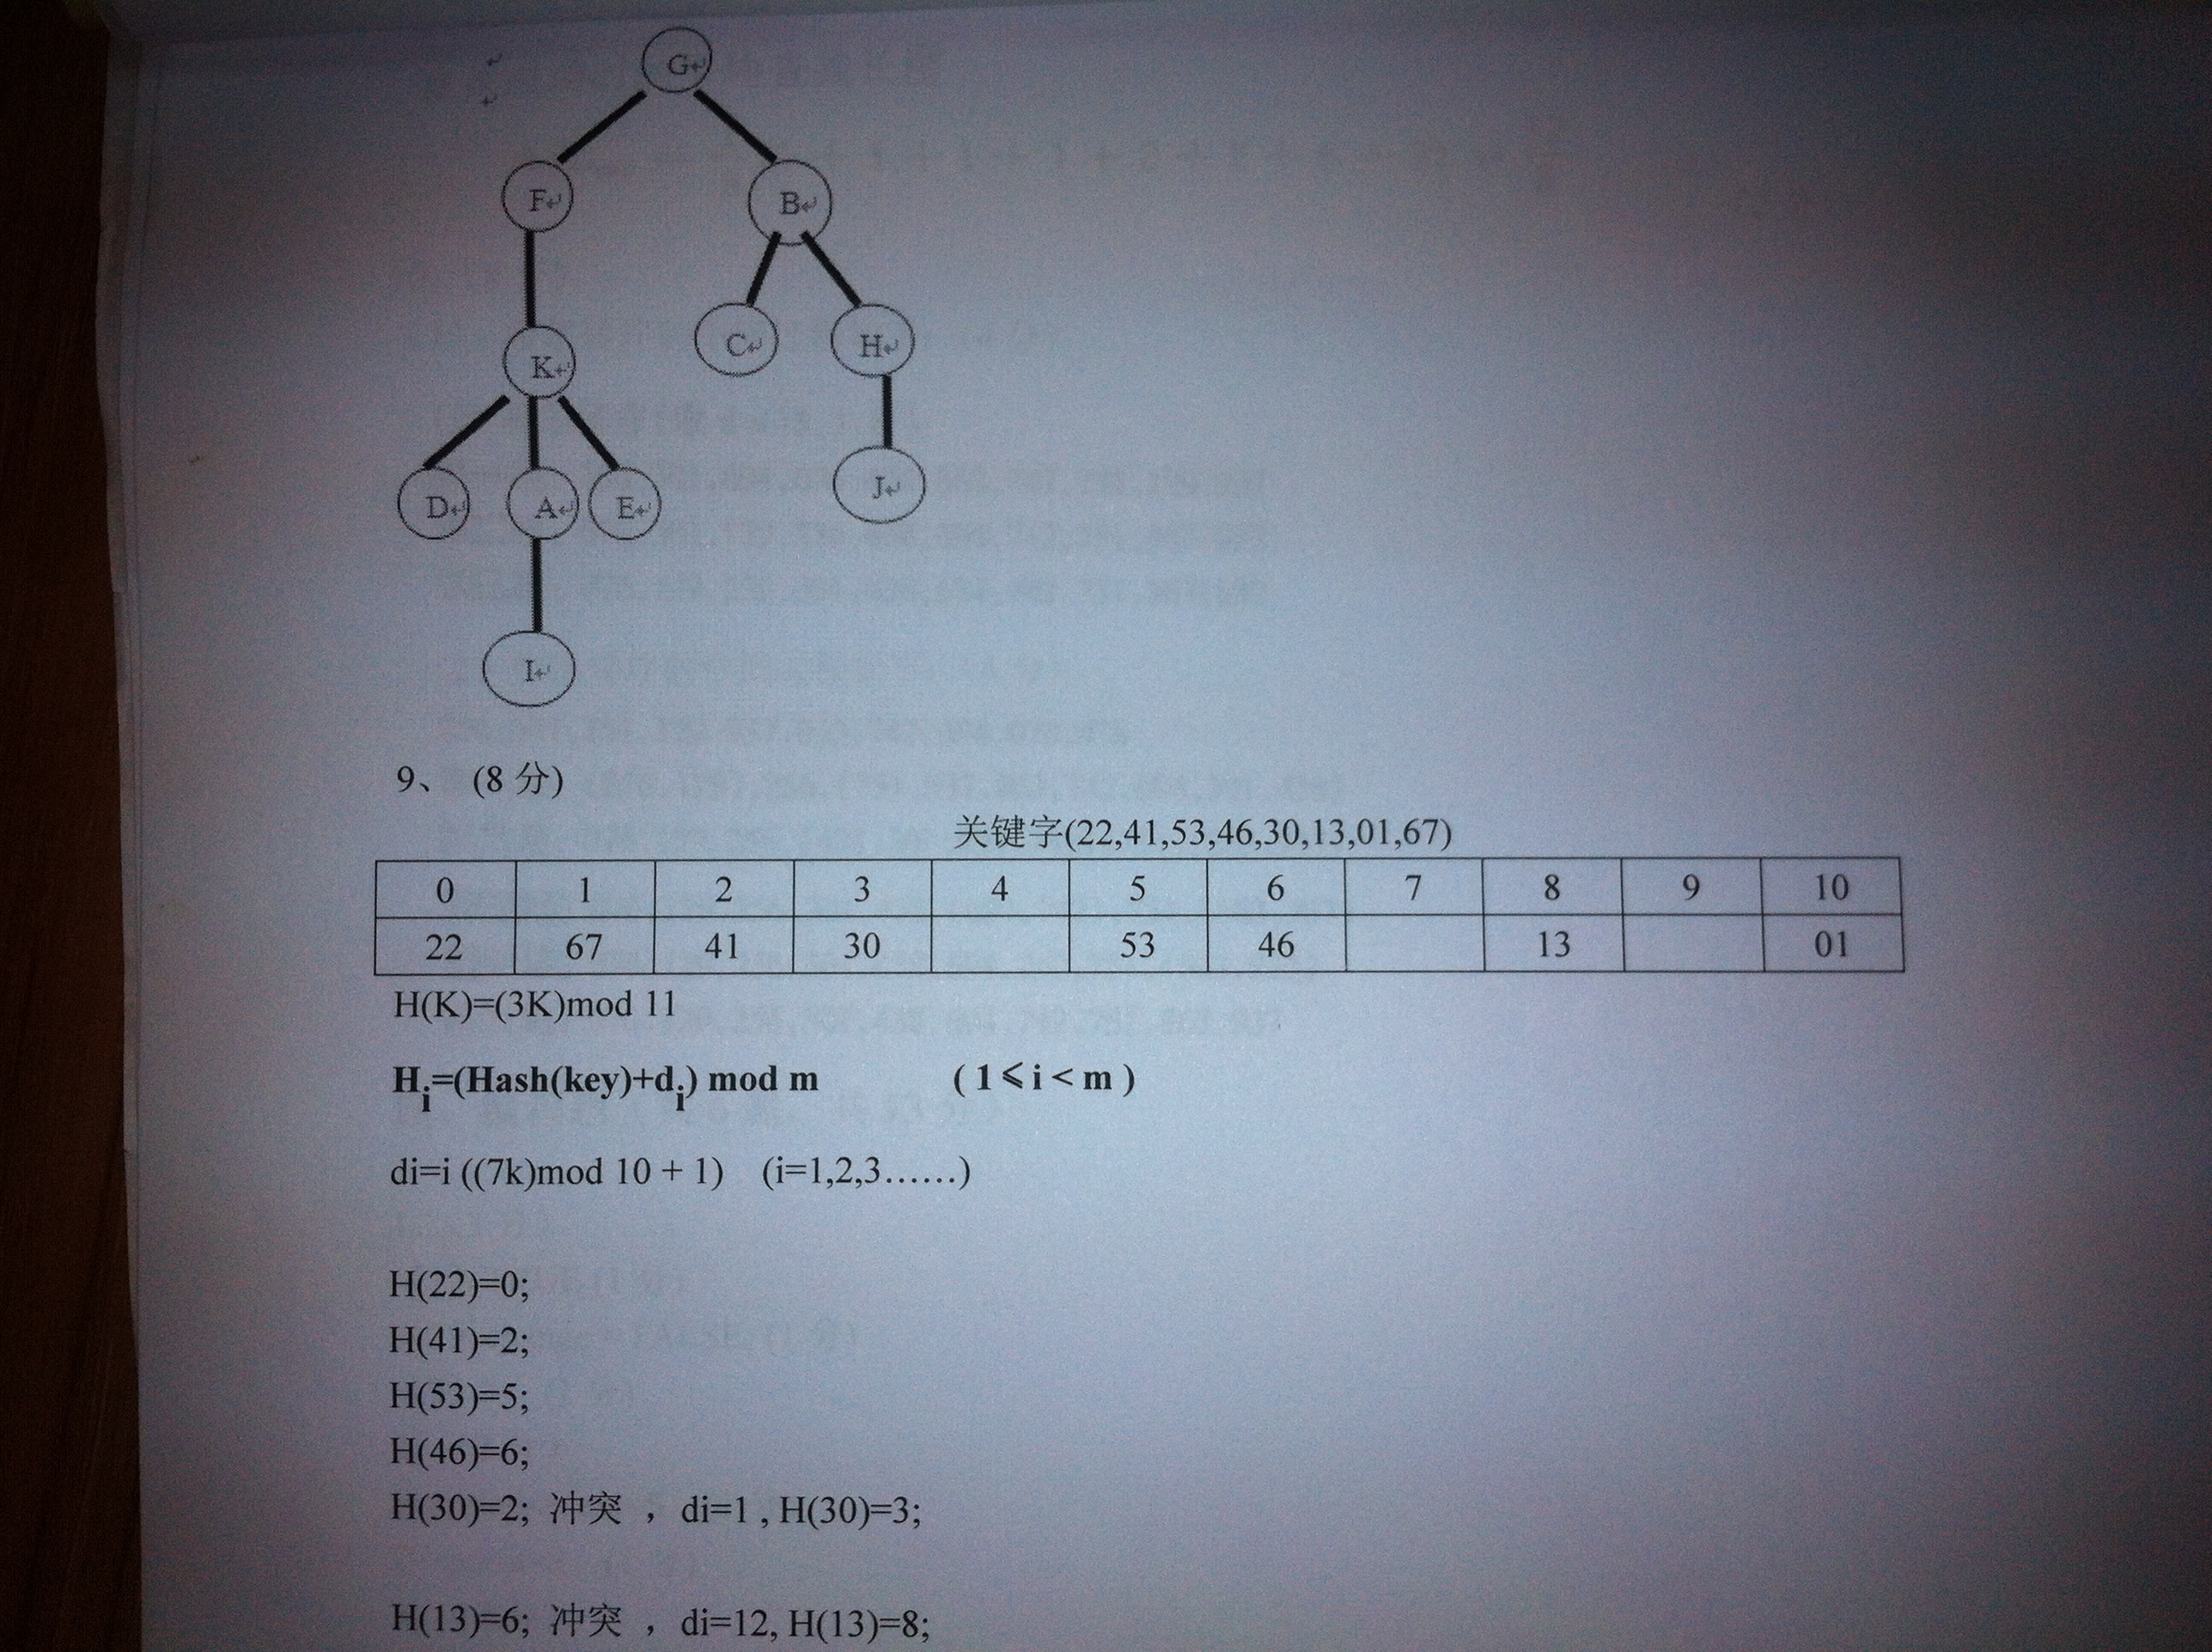 G
F B
K C H
D A E J
I
9、 (8 分)
关键字(22,41,53,46,30,13,01,67)
0 1 2 3 4 5 6 7 8 9 10
22 67 41 30 53 46 13 01
H(K)=(3K)mod 11
Hi=(Hash(key)+di) mod m ( 1⩽i < m )
di=i ((7k)mod 10 + 1) (i=1,2,3……)
H(22)=0;
H(41)=2;
H(53)=5;
H(46)=6;
H(30)=2; 冲突 ，di=1 , H(30)=3;
H(13)=6; 冲突 ，di=12, H(13)=8;